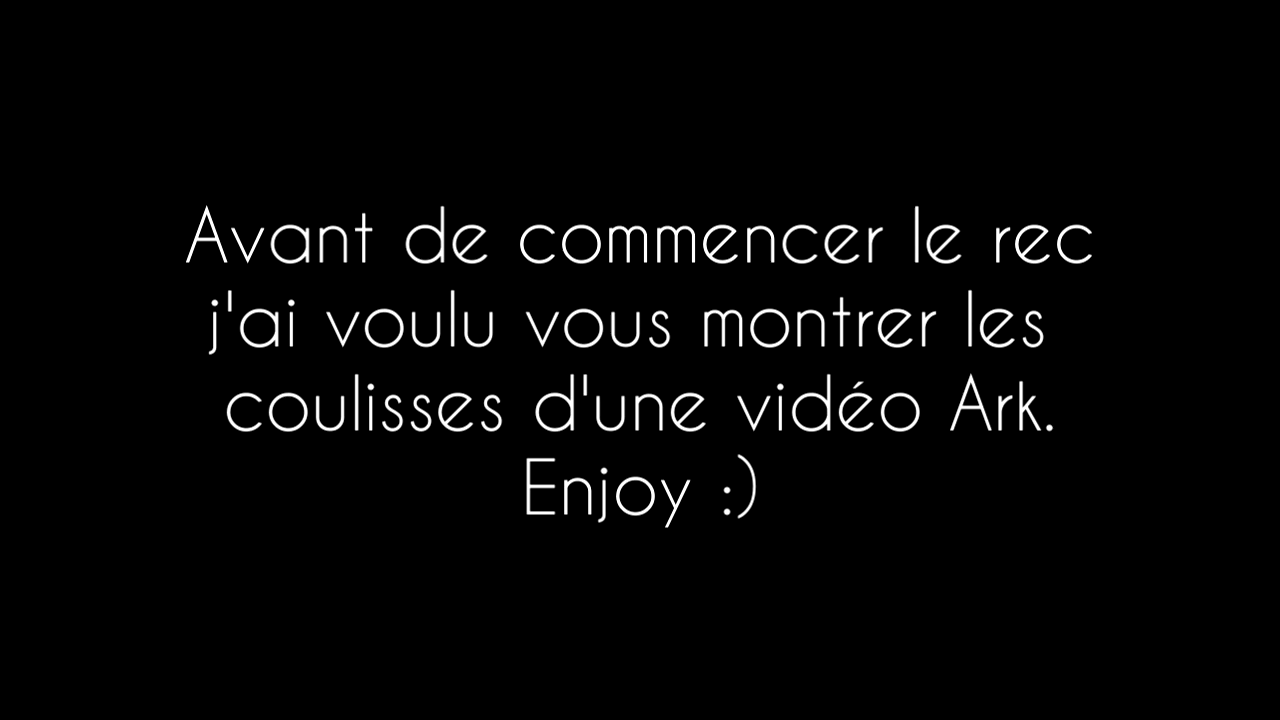 Avant de commencer le rec
j'ai voulu vous montrer les
coulisses d'une vidéo Ark.
Enjoy :)